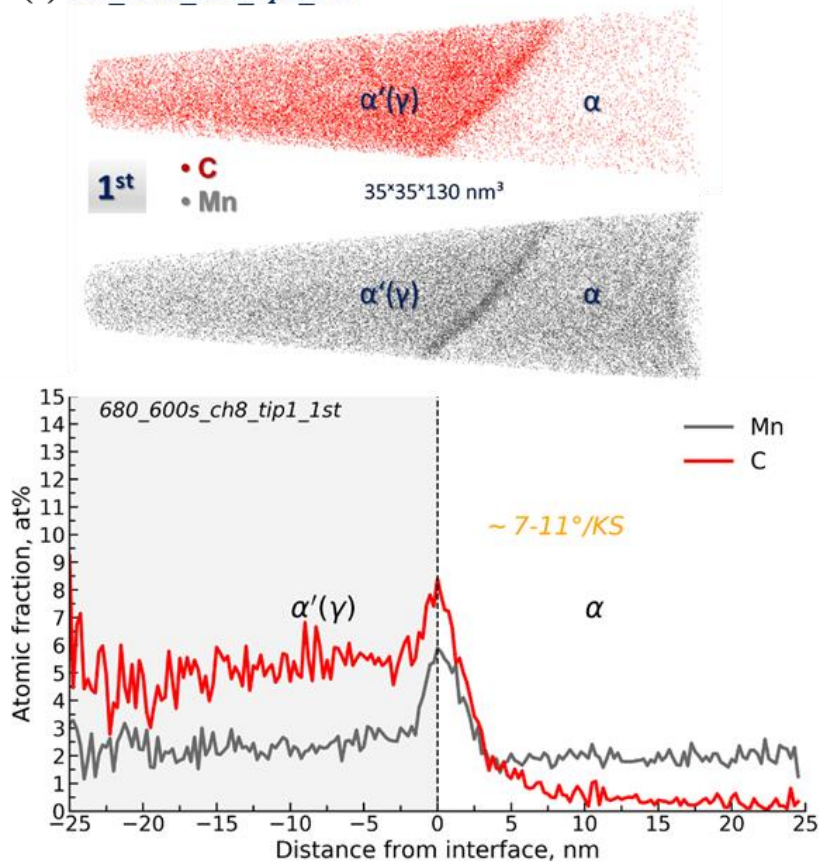 α‘(γ)
α
1st
• C
• Mn
35×35×130 nm³
α‘(γ)
α
15
14
13
12
11
10
9
8
7
6
5
4
3
2
1
0
680_600s_ch8_tip1_1st
Mn
C
~ 7-11°/KS
α′(γ)
α
Atomic fraction, at%
−25 −20 −15 −10 −5 0 5 10 15 20 25
Distance from interface, nm